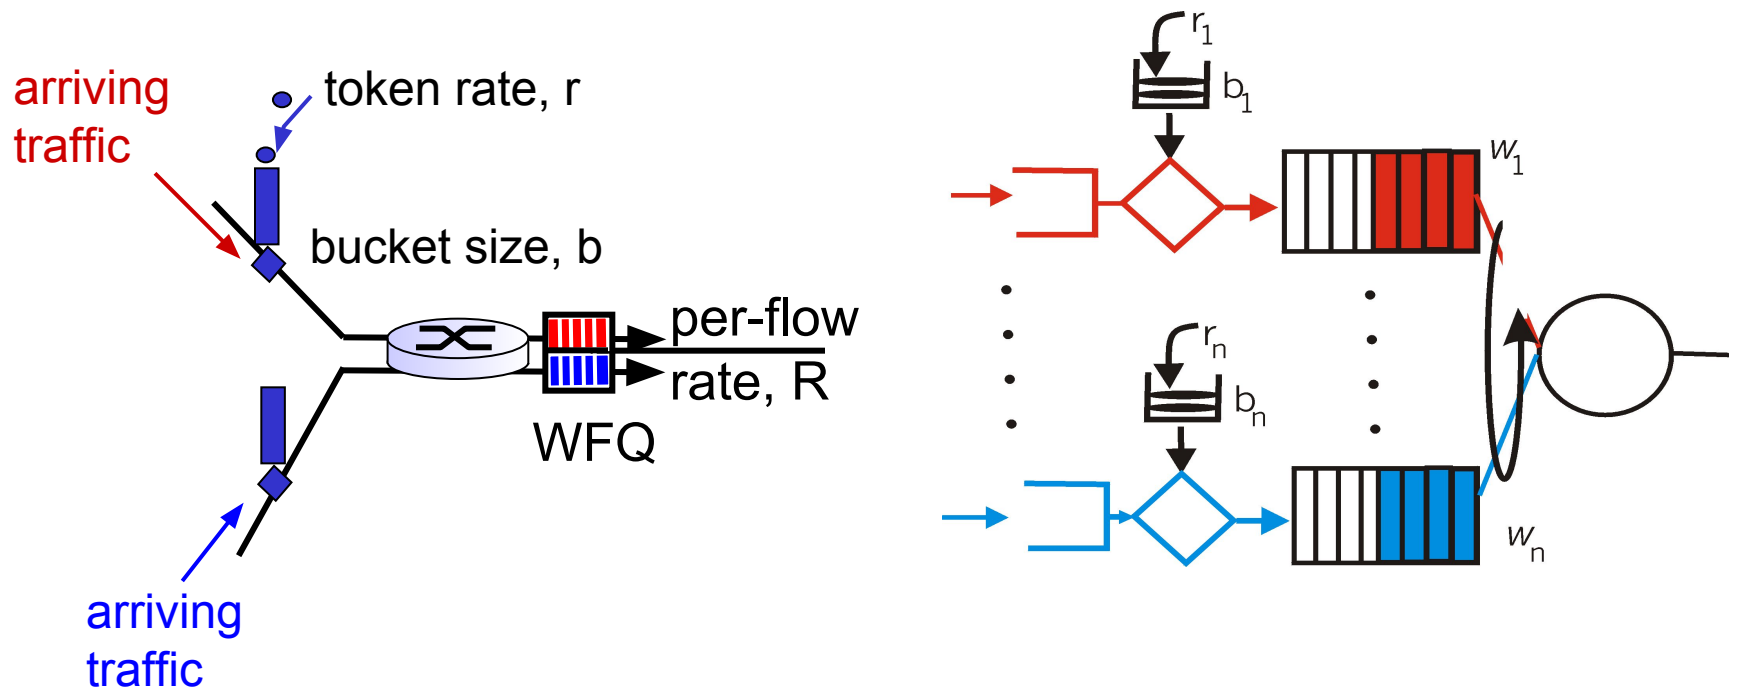 arriving
traffic
token rate, r
bucket size, b
per-flow
rate, R
WFQ
arriving
traffic
r1
b1
w1
rn
bn
wn